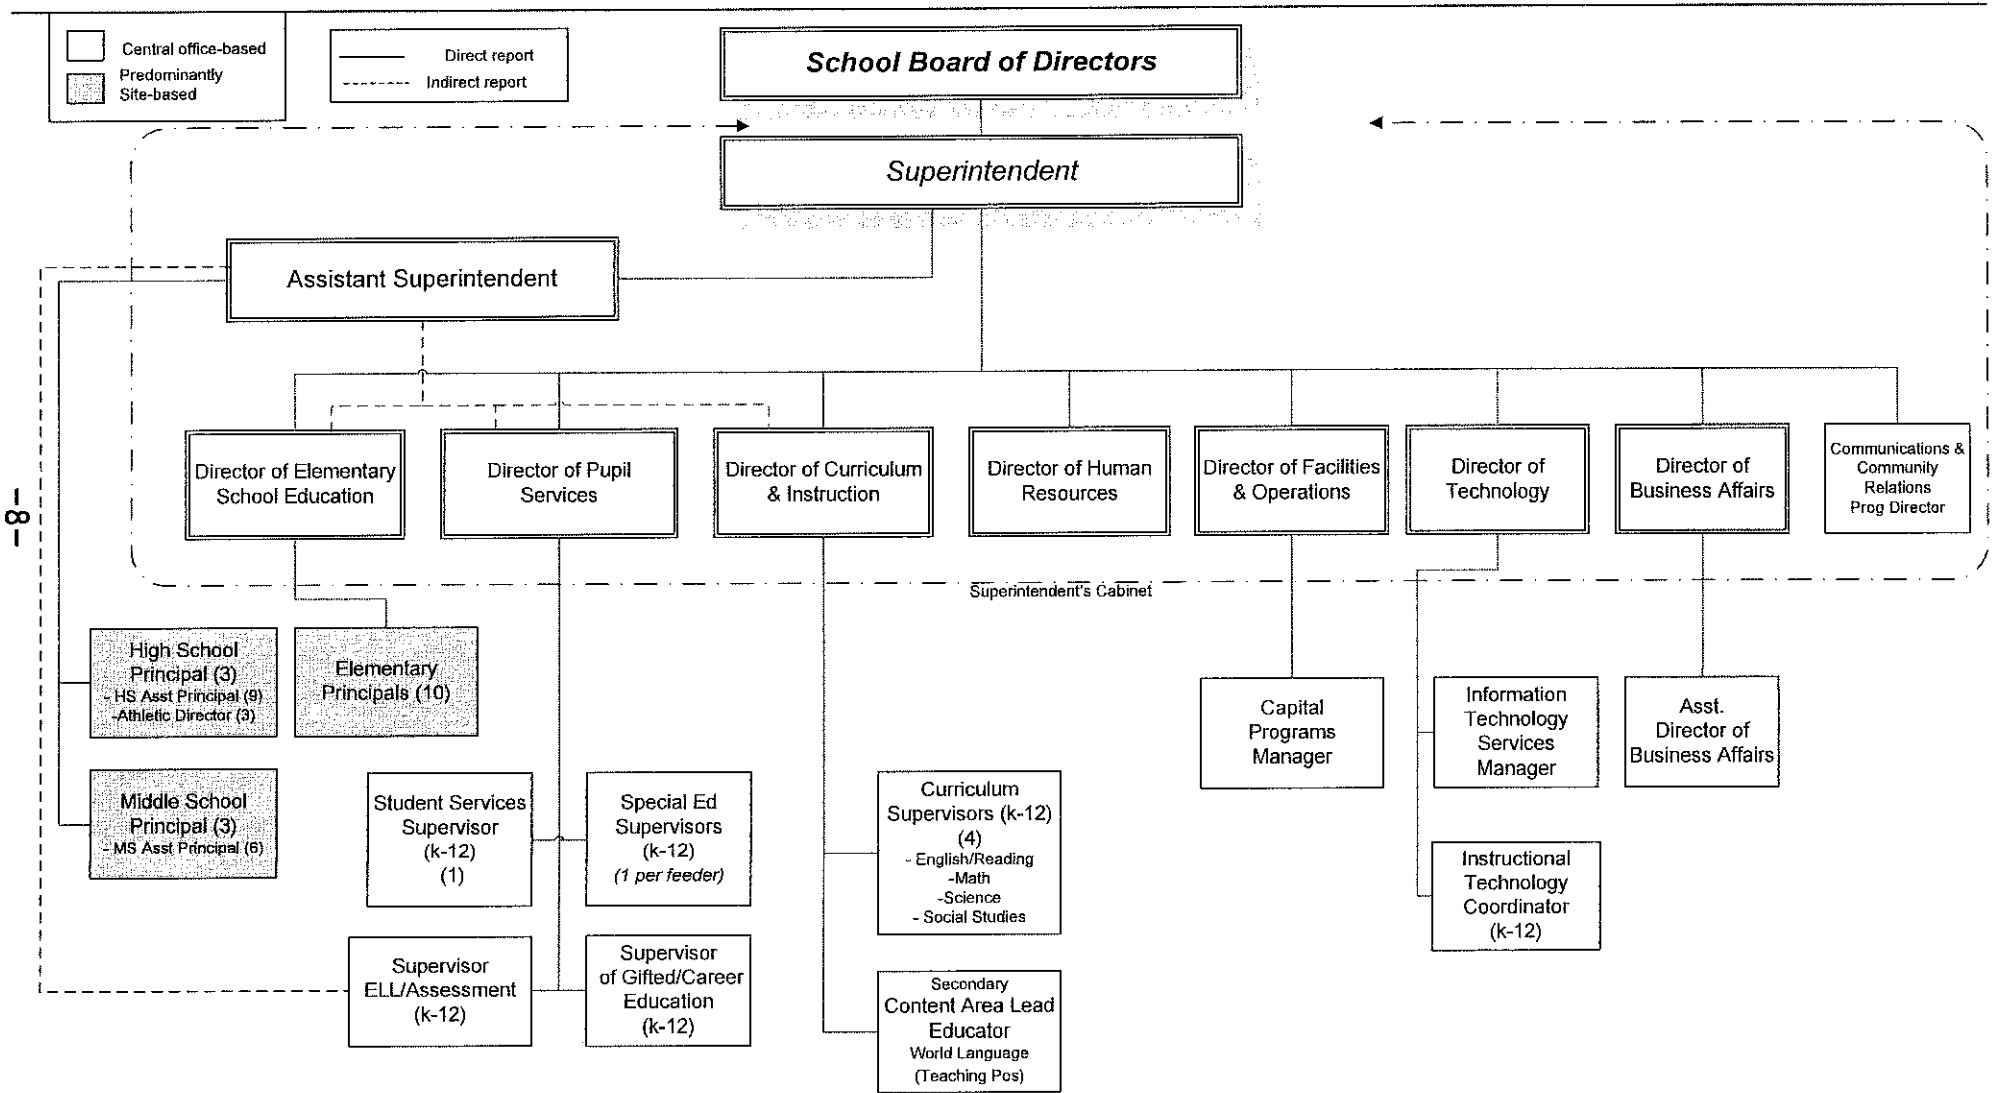 Central office-based
Predominantly
Site-based
Direct report
Indirect report
School Board of Directors
Superintendent
Assistant Superintendent
Director of Elementary
School Education
Director of Pupil
Services
Director of Curriculum
& Instruction
Director of Human
Resources
Director of Facilities
& Operations
Director of
Technology
Director of
Business Affairs
Communications &
Community
Relations
Prog Director
-8-
Superintendent's Cabinet
High School
Principal (3)
- HS Asst Principal (9)
-Athletic Director (3)
Elementary
Principals (10)
Middle School
Principal (3)
- MS Asst Principal (6)
Student Services
Supervisor
(k-12)
(1)
Special Ed
Supervisors
(k-12)
(1 per feeder)
Supervisor
ELL/Assessment
(k-12)
Supervisor
of Gifted/Career
Education
(k-12)
Curriculum
Supervisors (k-12)
(4)
- English/Reading
-Math
-Science
- Social Studies
Secondary
Content Area Lead
Educator
World Language
(Teaching Pos)
Capital
Programs
Manager
Information
Technology
Services
Manager
Instructional
Technology
Coordinator
(k-12)
Asst.
Director of
Business Affairs